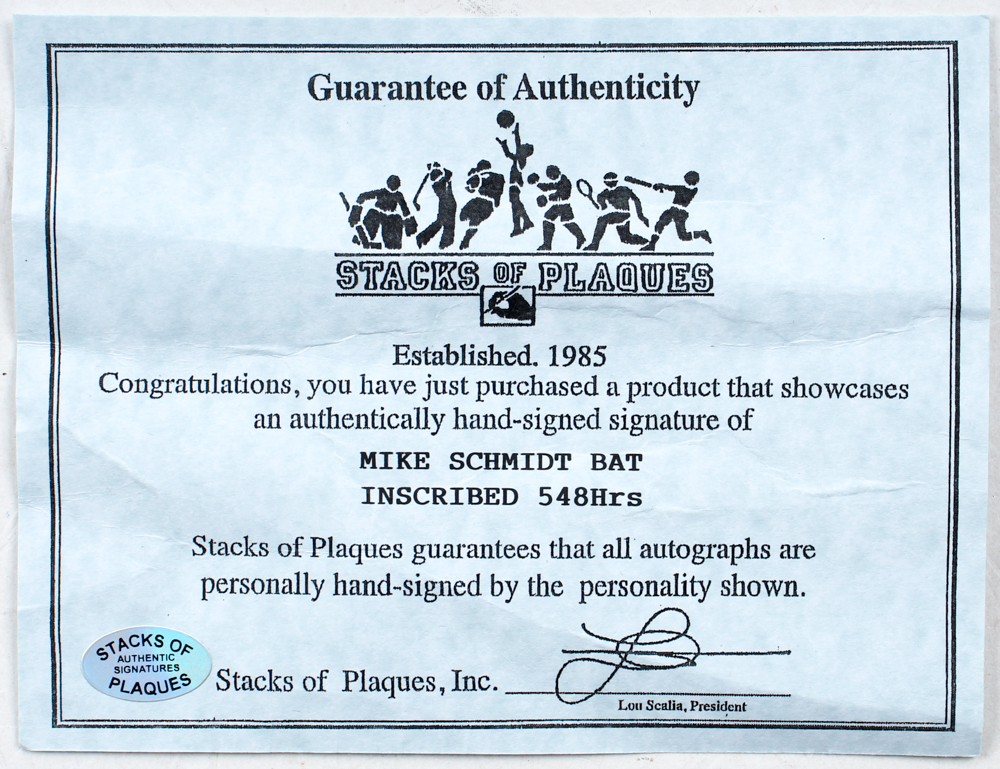 Guarantee of Authenticity
STACKS OF PLAQUES
Established. 1985
Congratulations, you have just purchased a product that showcases
an authentically hand-signed signature of
MIKE SCHMIDT BAT
INSCRIBED 548Hrs
Stacks of Plaques guarantees that all autographs are
personally hand-signed by the personality shown.
STACKS OF
AUTHENTIC
SIGNATURES
PLAQUES
Stacks of Plaques, Inc.
Lou Scalia, President